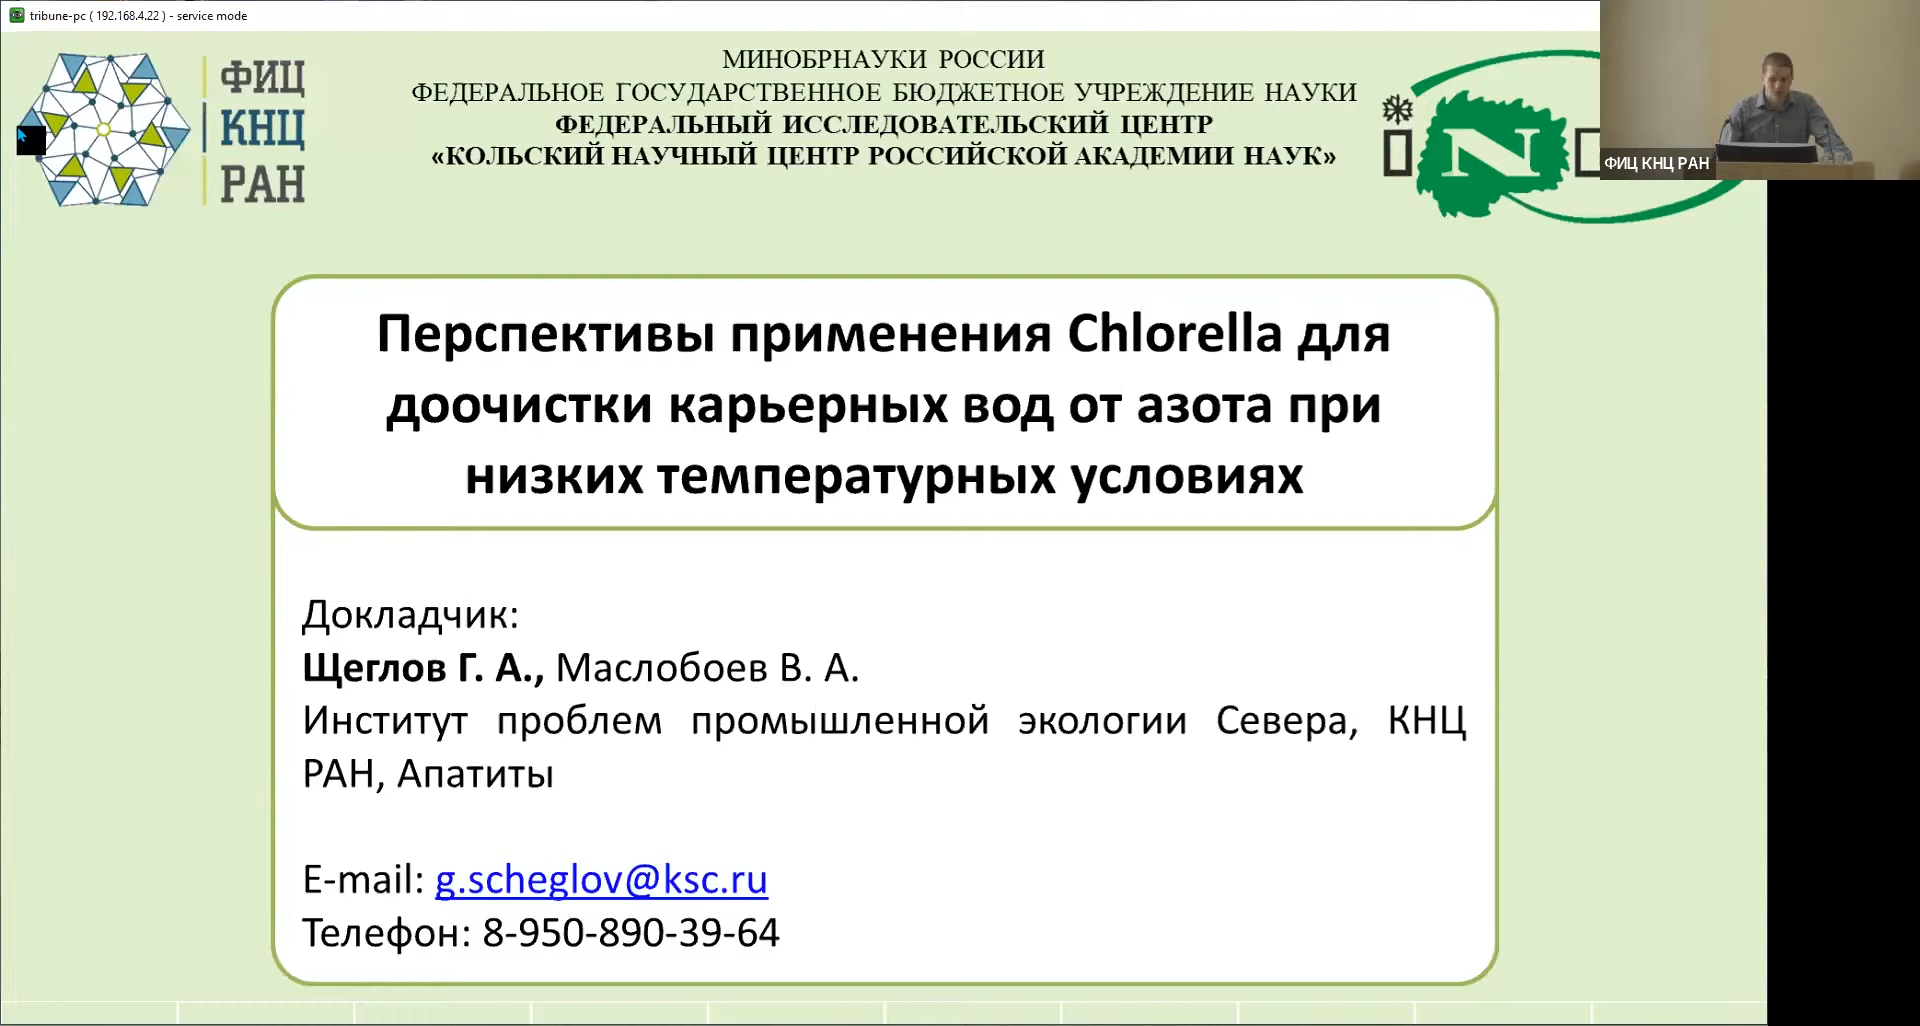 tribune-pc ( 192.168.4.22 ) - service mode
ФИЦ
КНЦ
РАН
МИНОБРНАУКИ РОССИИ
ФЕДЕРАЛЬНОЕ ГОСУДАРСТВЕННОЕ БЮДЖЕТНОЕ УЧРЕЖДЕНИЕ НАУКИ
ФЕДЕРАЛЬНЫЙ ИССЛЕДОВАТЕЛЬСКИЙ ЦЕНТР
«КОЛЬСКИЙ НАУЧНЫЙ ЦЕНТР РОССИЙСКОЙ АКАДЕМИИ НАУК»
N
ФИЦ КНЦ РАН
Перспективы применения Chlorella для
доочистки карьерных вод от азота при
низких температурных условиях
Докладчик:
Щеглов Г. А., Маслобоев В. А.
Институт проблем промышленной экологии Севера, КНЦ
РАН, Апатиты
E-mail: g.scheglov@ksc.ru
Телефон: 8-950-890-39-64